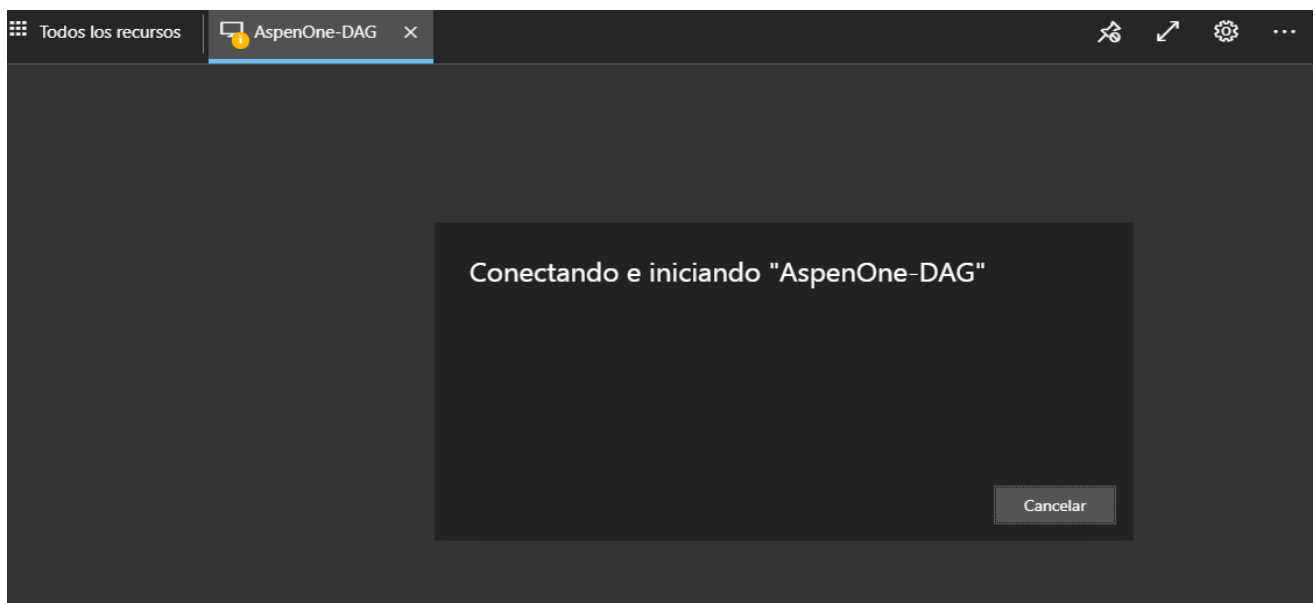 Todos los recursos
AspenOne-DAG
Conectando e iniciando "AspenOne-DAG"
Cancelar